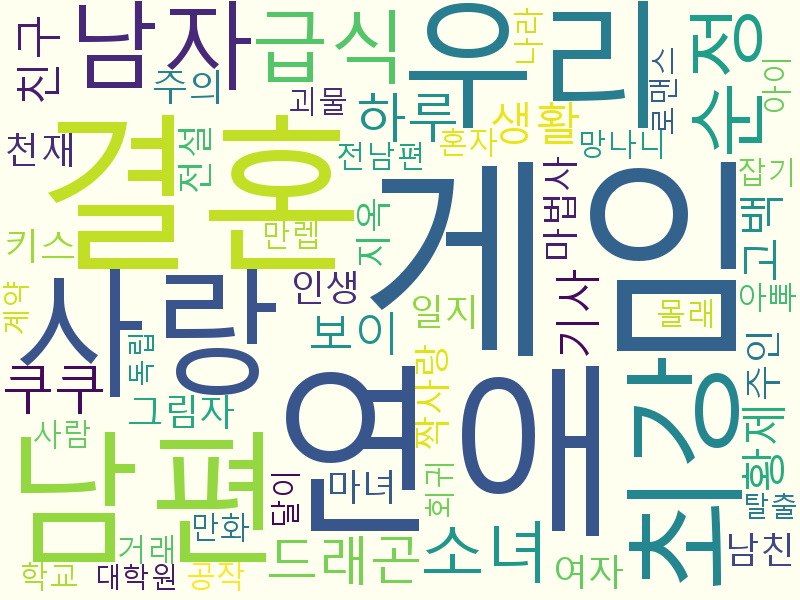 친구
남자
급식
우리
나라
순정
주의
괴물
하루
생활
로맨스
아이
천재
전설
결혼
전남편
혼자
망나니
게임
마법사
잡기
키스
만렙
지옥
고백
계약
사랑
인생
보이
일지
기사
몰래
아빠
독립
쿠쿠
그림자
연애
짝사랑
최강
주인
황제
사람
남편
달이
마녀
회귀
탈출
만화
거래
드래곤
소녀
여자
남친
학교
대학원
공작